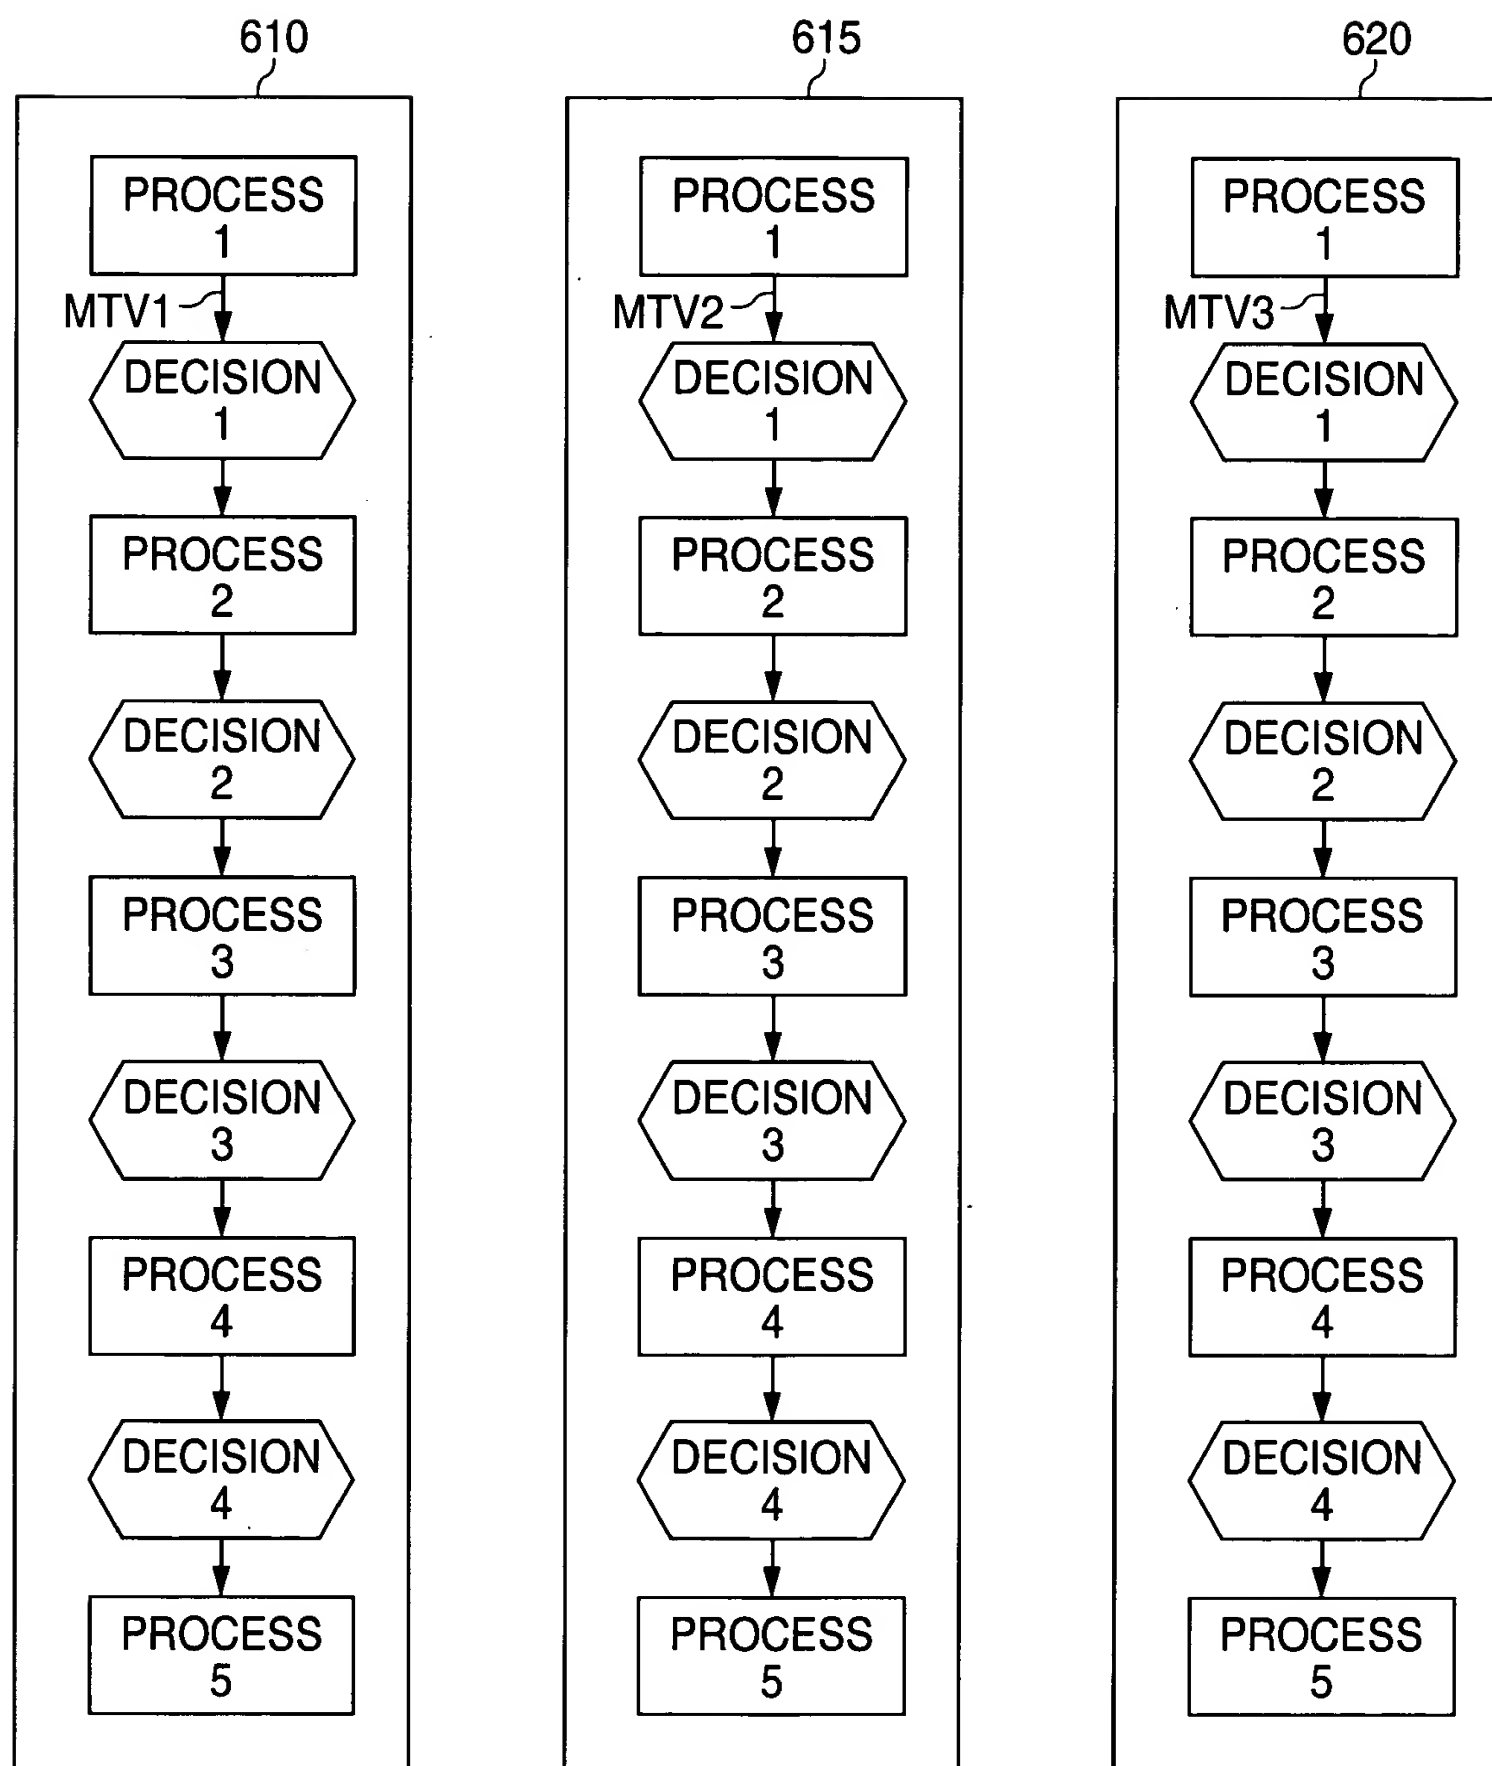 610
PROCESS
1
MTV1
DECISION
1
PROCESS
2
DECISION
2
PROCESS
3
DECISION
3
PROCESS
4
DECISION
4
PROCESS
5
615
PROCESS
1
MTV2
DECISION
1
PROCESS
2
DECISION
2
PROCESS
3
DECISION
3
PROCESS
4
DECISION
4
PROCESS
5
620
PROCESS
1
MTV3
DECISION
1
PROCESS
2
DECISION
2
PROCESS
3
DECISION
3
PROCESS
4
DECISION
4
PROCESS
5